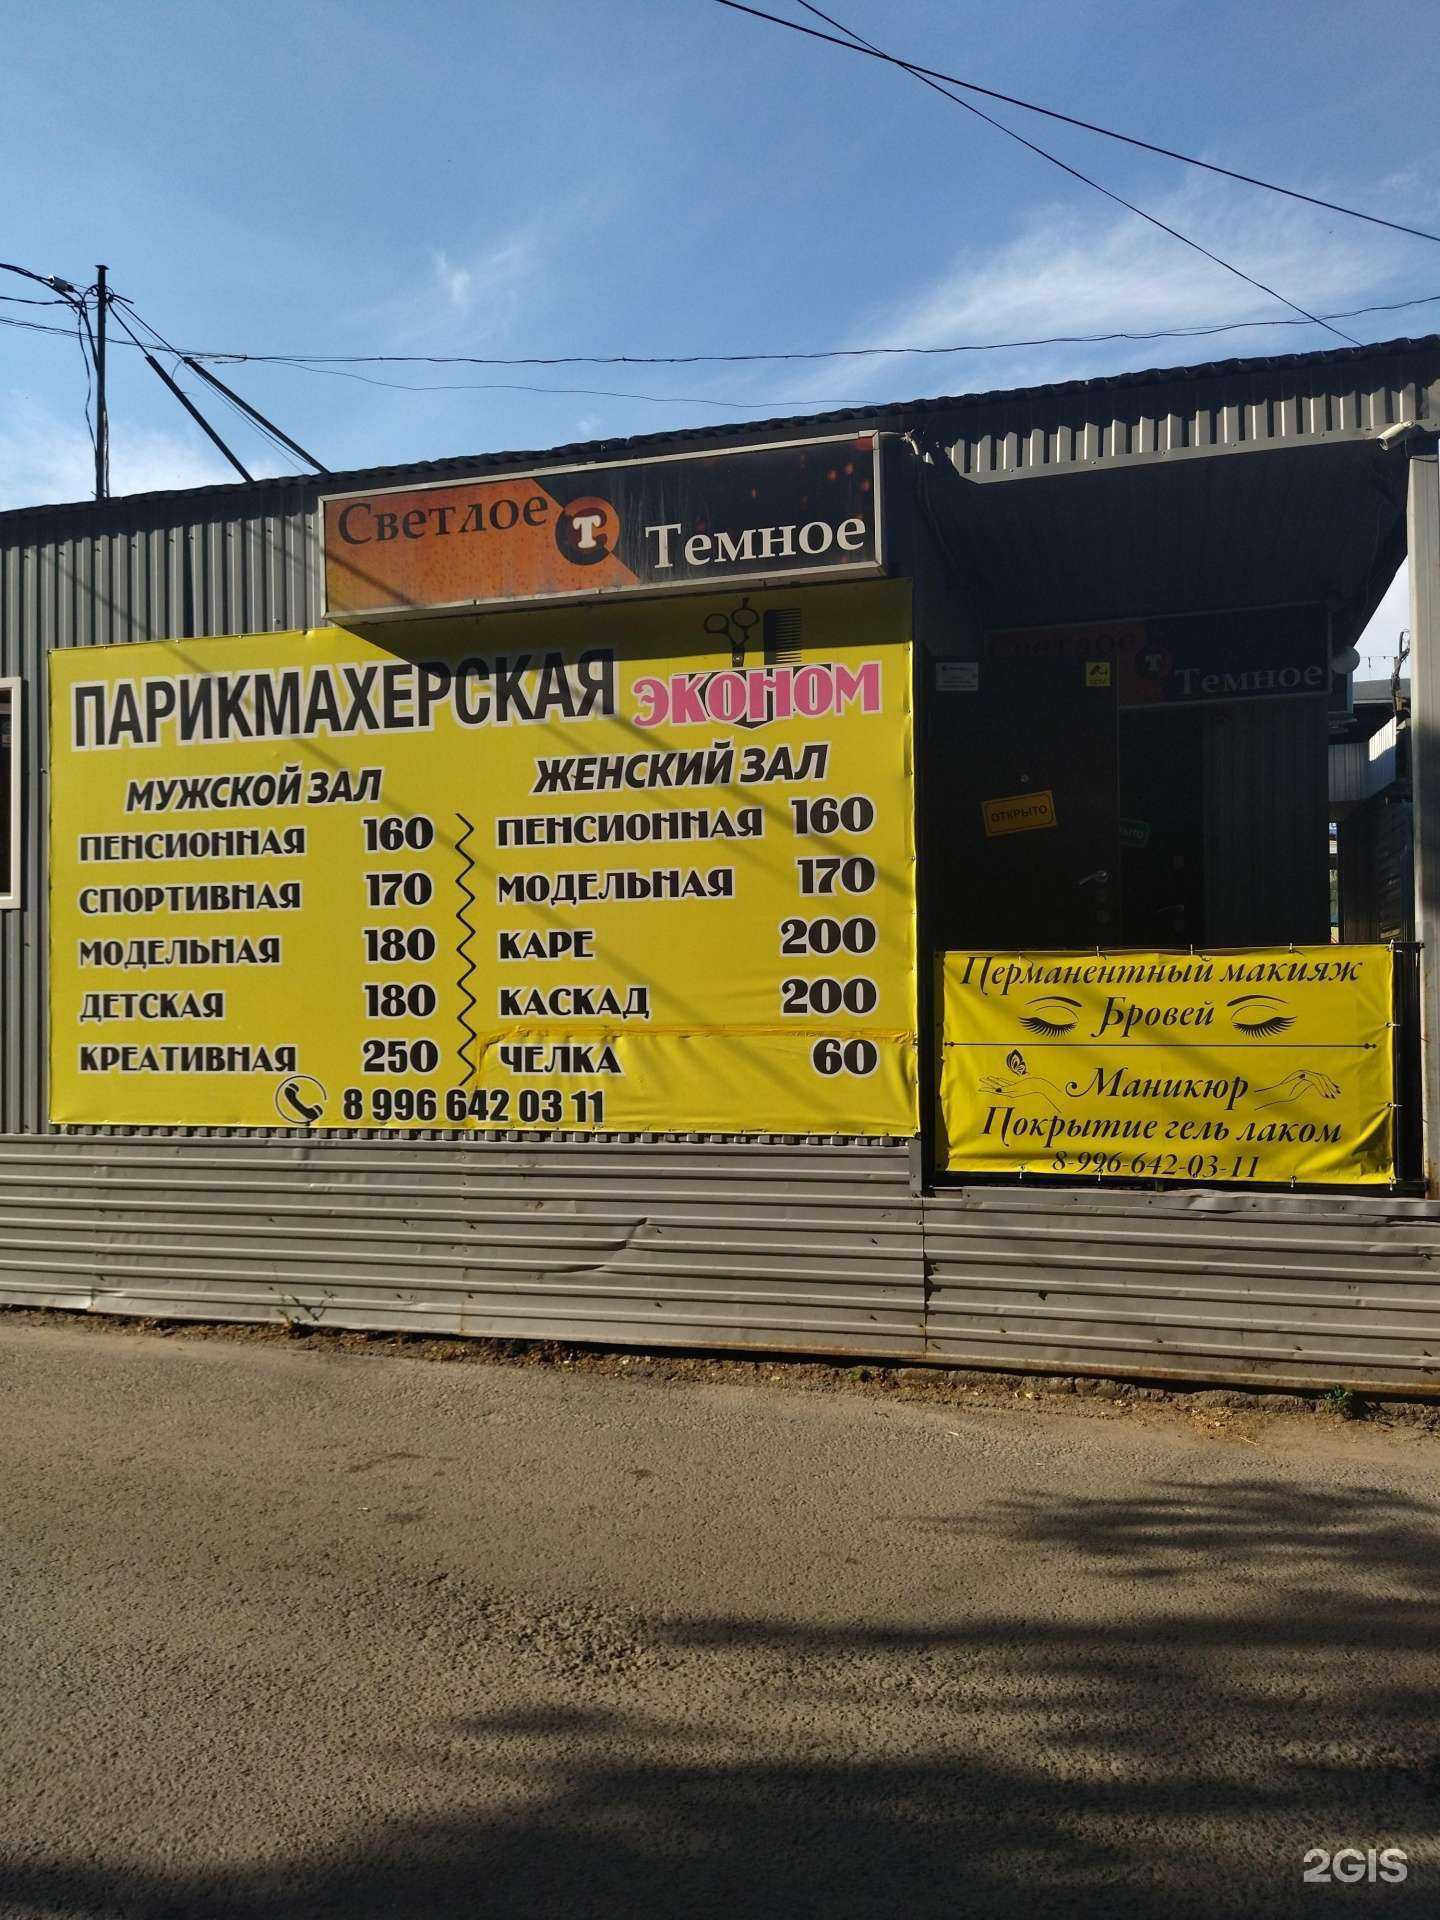 Светлое Т Темное
ПАРИКМАХЕРСКАЯ ЭКОНОМ
МУЖСКОЙ ЗАЛ
ПЕНСИОННАЯ 160
СПОРТИВНАЯ 170
МОДЕЛЬНАЯ 180
ДЕТСКАЯ 180
КРЕАТИВНАЯ 250
ЖЕНСКИЙ ЗАЛ
ПЕНСИОННАЯ 160
МОДЕЛЬНАЯ 170
КАРЕ 200
КАСКАД 200
ЧЕЛКА 60
8 996 642 03 11
Светлое Т Темное
ОТКРЫТО
Перманентный макияж
Бровей
Маникюр
Покрытие гель лаком
8-996-642-03-11
2GIS